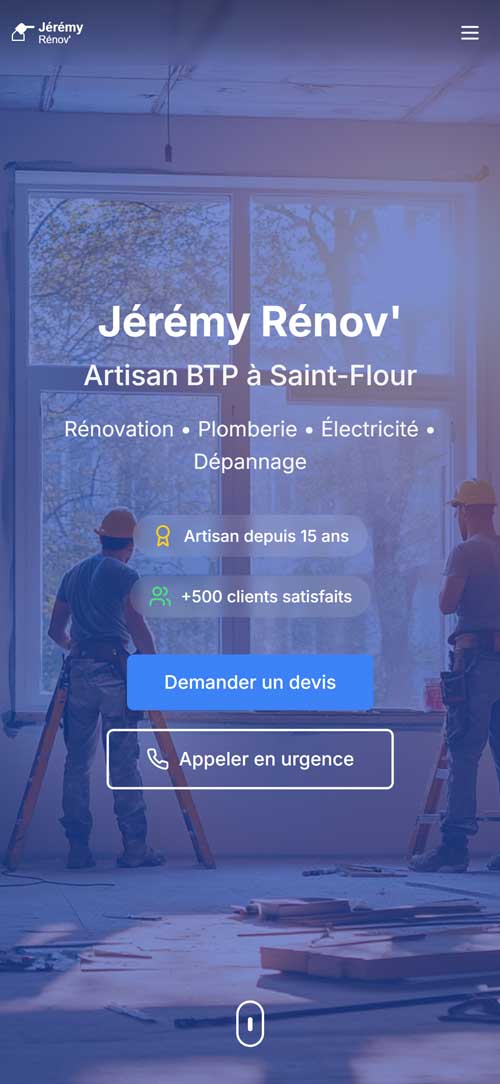 Jérémy
Rénov'
Jérémy Rénov'
Artisan BTP à Saint-Flour
Rénovation • Plomberie • Électricité •
Dépannage
Artisan depuis 15 ans
+500 clients satisfaits
Demander un devis
Appeler en urgence